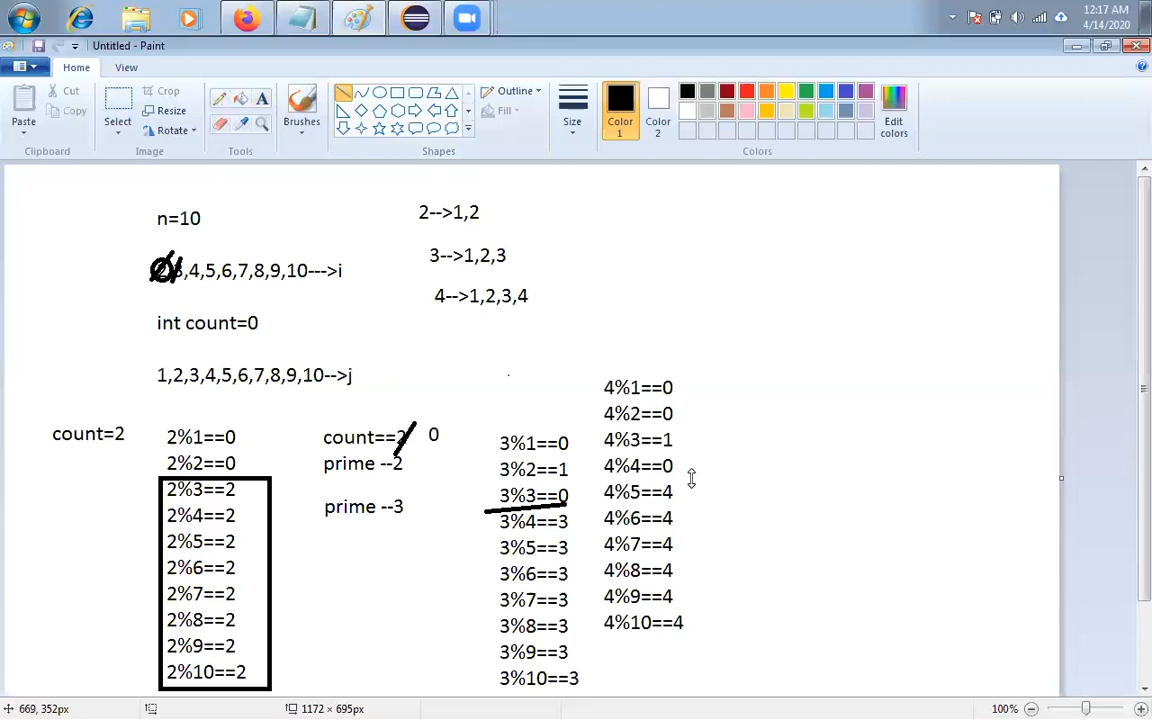 12:17 AM
4/14/2020
Untitled - Paint
Home
View
Paste
Cut
Copy
Clipboard
Select
Crop
Resize
Rotate
Image
Tools
Brushes
Outline
Fill
Shapes
Size
Color 1
Color 2
Edit colors
Colors
n=10
,4,5,6,7,8,9,10--->i
int count=0
1,2,3,4,5,6,7,8,9,10-->j
2-->1,2
3-->1,2,3
4-->1,2,3,4
count=2
2%1==0
2%2==0
2%3==2
2%4==2
2%5==2
2%6==2
2%7==2
2%8==2
2%9==2
2%10==2
count==2
0
prime --2
prime --3
3%1==0
3%2==1
3%3==0
3%4==3
3%5==3
3%6==3
3%7==3
3%8==3
3%9==3
3%10==3
4%1==0
4%2==0
4%3==1
4%4==0
4%5==4
4%6==4
4%7==4
4%8==4
4%9==4
4%10==4
669, 352px
1172 × 695px
100%